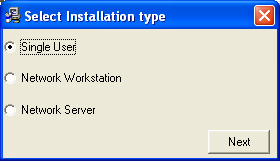 Select Installation type
Single User
Network Workstation
Network Server
Next